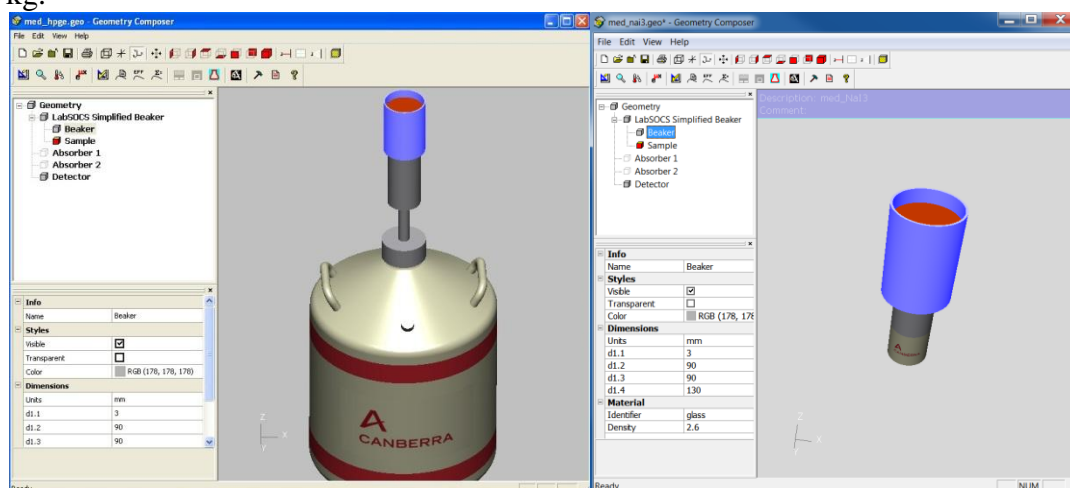 kg.
med_hpge.geo - Geometry Composer
File Edit View Help
Geometry
LabSOCS Simplified Beaker
Beaker
Sample
Absorber 1
Absorber 2
Detector
Info
Name Beaker
Styles
Visible
Transparent
Color RGB (178, 178, 178)
Dimensions
Units mm
d1.1 3
d1.2 90
d1.3 90
Z
X
Y
A
CANBERRA
Ready
med_nai3.geo* - Geometry Composer
File Edit View Help
Description: med_NaI3
Comment:
Geometry
LabSOCS Simplified Beaker
Beaker
Sample
Absorber 1
Absorber 2
Detector
Info
Name Beaker
Styles
Visible
Transparent
Color RGB (178, 178
Dimensions
Units mm
d1.1 3
d1.2 90
d1.3 90
d1.4 130
Material
Identifier glass
Density 2.6
A
CANBERRA
Z
X
Y
Ready
NUM